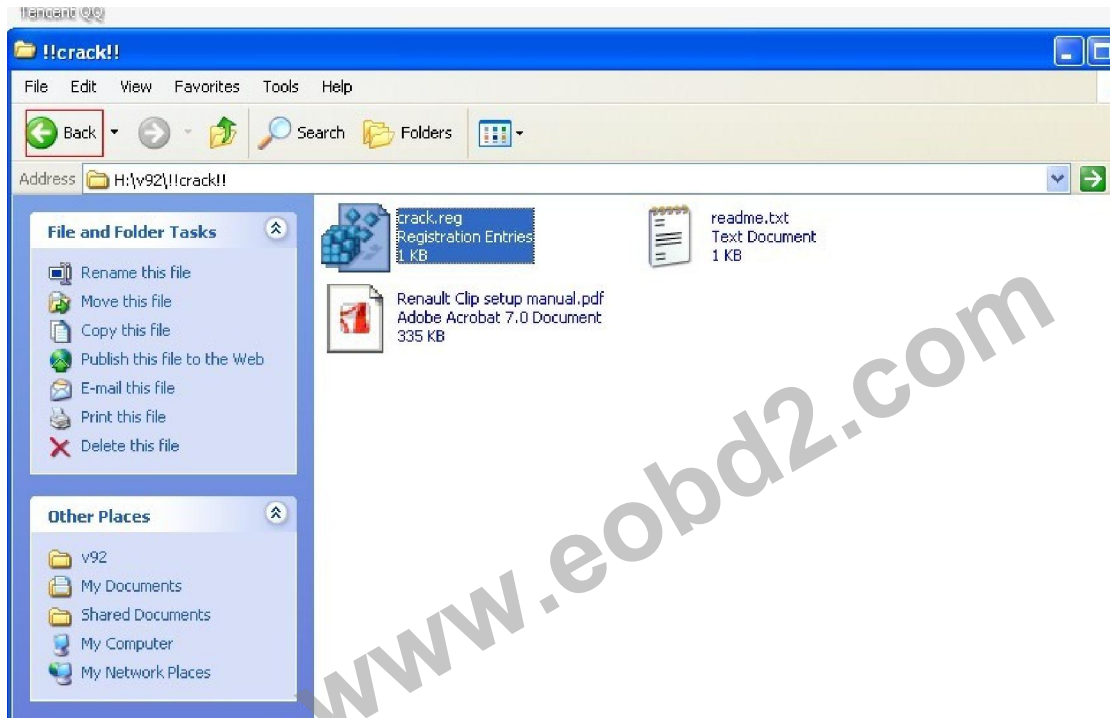 Tencent QQ
!!crack!!
File Edit View Favorites Tools Help
Back Search Folders
Address H:\v92\!!crack!!
File and Folder Tasks
Rename this file
Move this file
Copy this file
Publish this file to the Web
E-mail this file
Print this file
Delete this file
Other Places
v92
My Documents
Shared Documents
My Computer
My Network Places
crack.reg
Registration Entries
1 KB
readme.txt
Text Document
1 KB
Renault Clip setup manual.pdf
Adobe Acrobat 7.0 Document
335 KB
www.eobd2.com